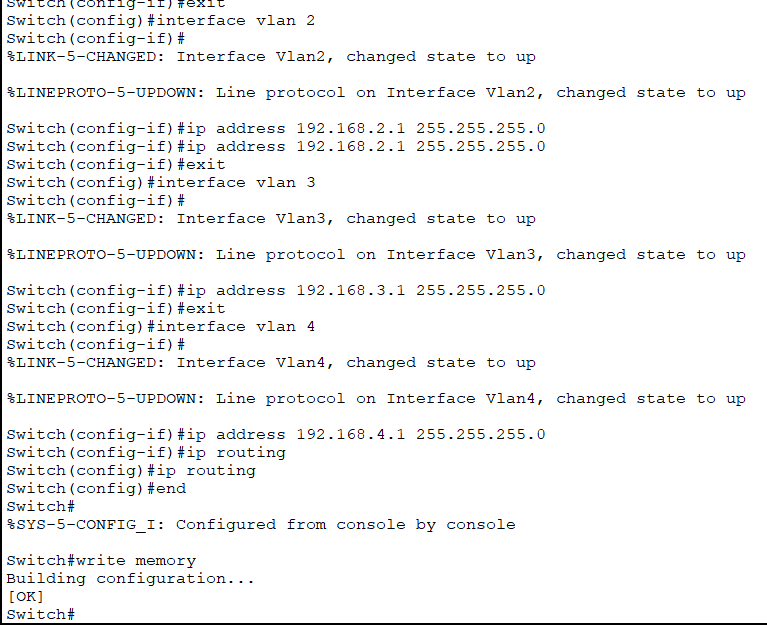 Switch(config-if)#exit
Switch(config)#interface vlan 2
Switch(config-if)#
%LINK-5-CHANGED: Interface Vlan2, changed state to up
%LINEPROTO-5-UPDOWN: Line protocol on Interface Vlan2, changed state to up
Switch(config-if)#ip address 192.168.2.1 255.255.255.0
Switch(config-if)#ip address 192.168.2.1 255.255.255.0
Switch(config-if)#exit
Switch(config)#interface vlan 3
Switch(config-if)#
%LINK-5-CHANGED: Interface Vlan3, changed state to up
%LINEPROTO-5-UPDOWN: Line protocol on Interface Vlan3, changed state to up
Switch(config-if)#ip address 192.168.3.1 255.255.255.0
Switch(config-if)#exit
Switch(config)#interface vlan 4
Switch(config-if)#
%LINK-5-CHANGED: Interface Vlan4, changed state to up
%LINEPROTO-5-UPDOWN: Line protocol on Interface Vlan4, changed state to up
Switch(config-if)#ip address 192.168.4.1 255.255.255.0
Switch(config-if)#ip routing
Switch(config)#ip routing
Switch(config)#end
Switch#
%SYS-5-CONFIG_I: Configured from console by console
Switch#write memory
Building configuration...
[OK]
Switch#